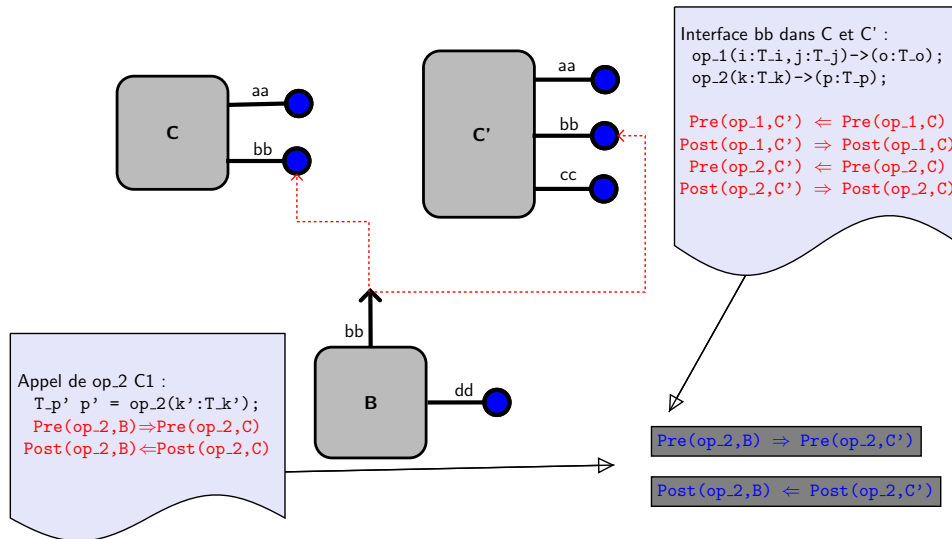 aa
C
bb
aa
C'
bb
cc
Interface bb dans C et C' :
op_1(i:T_i,j:T_j)->(o:T_o);
op_2(k:T_k)->(p:T_p);
Pre(op_1,C') ⇐ Pre(op_1,C)
Post(op_1,C') ⇒ Post(op_1,C)
Pre(op_2,C') ⇐ Pre(op_2,C)
Post(op_2,C') ⇒ Post(op_2,C)
bb
B
dd
Appel de op_2 C1 :
T_p' p' = op_2(k':T_k');
Pre(op_2,B)⇒Pre(op_2,C)
Post(op_2,B)⇐Post(op_2,C)
Pre(op_2,B) ⇒ Pre(op_2,C')
Post(op_2,B) ⇐ Post(op_2,C')